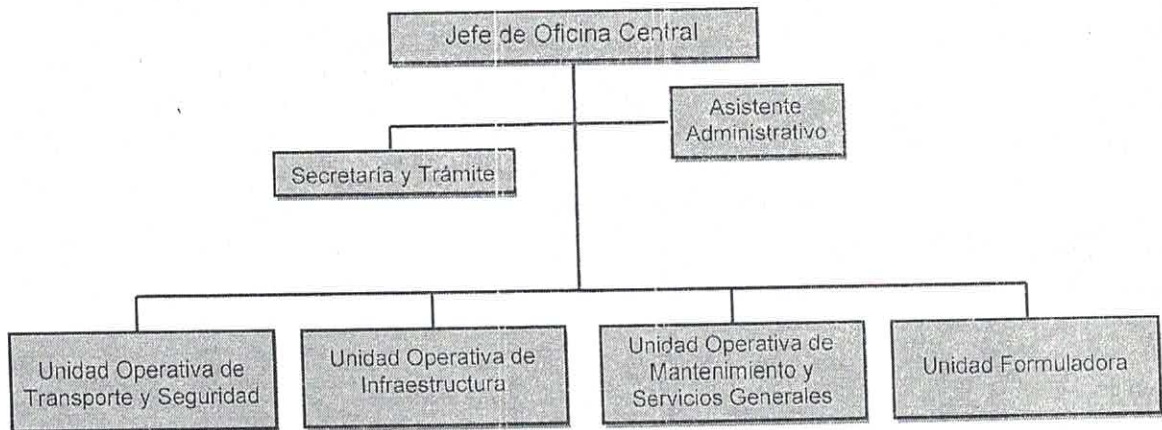 Jefe de Oficina Central
Asistente
Administrativo
Secretaría y Trámite
Unidad Operativa de
Transporte y Seguridad
Unidad Operativa de
Infraestructura
Unidad Operativa de
Mantenimiento y
Servicios Generales
Unidad Formuladora